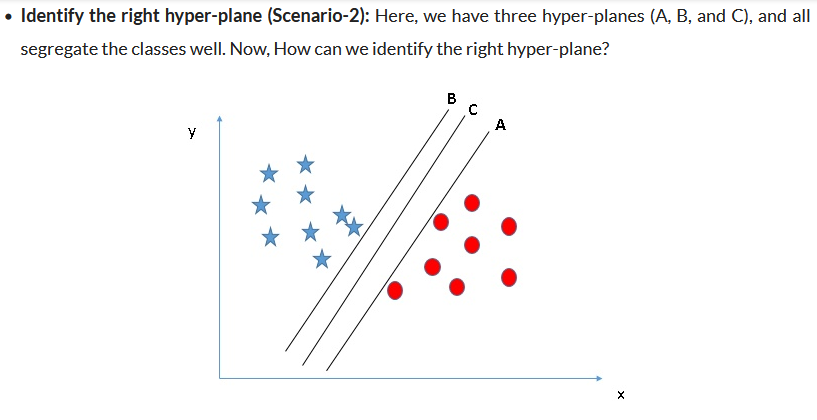 • Identify the right hyper-plane (Scenario-2): Here, we have three hyper-planes (A, B, and C), and all
segregate the classes well. Now, How can we identify the right hyper-plane?
B
C
A
y
x